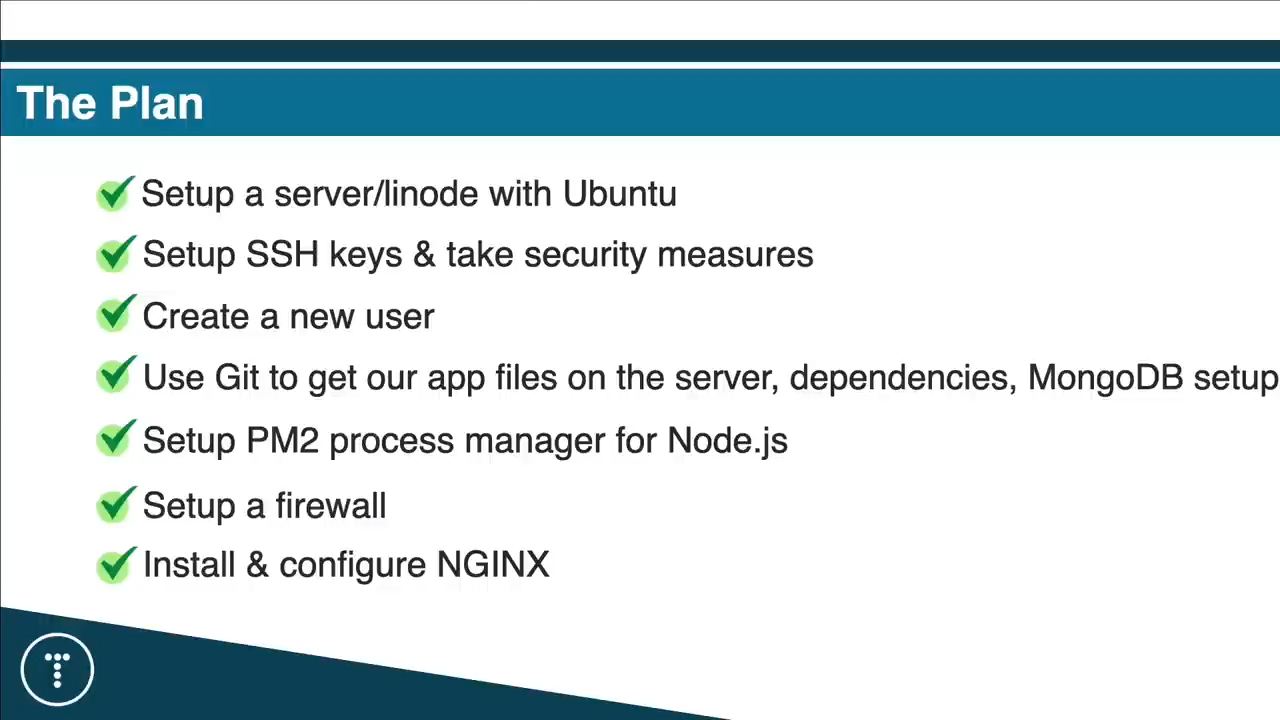 The Plan
Setup a server/linode with Ubuntu
Setup SSH keys & take security measures
Create a new user
Use Git to get our app files on the server, dependencies, MongoDB setup
Setup PM2 process manager for Node.js
Setup a firewall
Install & configure NGINX
T